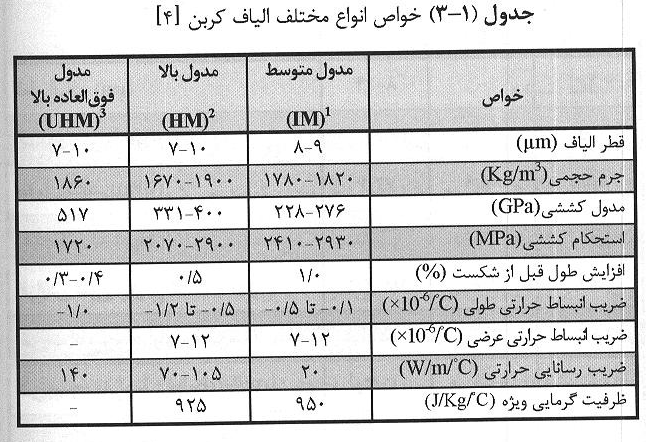 جدول (۱-۳) خواص انواع مختلف الیاف کربن [۴]
خواص | مدول متوسط (IM)1 | مدول بالا (HM)2 | مدول فوق‌العاده بالا (UHM)3
قطر الیاف (μm) | ۸-۹ | ۷-۱۰ | ۷-۱۰
جرم حجمی (Kg/m3) | ۱۷۸۰-۱۸۲۰ | ۱۶۷۰-۱۹۰۰ | ۱۸۶۰
مدول کششی (GPa) | ۲۲۸-۲۷۶ | ۳۳۱-۴۰۰ | ۵۱۷
استحکام کششی (MPa) | ۲۴۱۰-۲۹۳۰ | ۲۰۷۰-۲۹۰۰ | ۱۷۲۰
افزایش طول قبل از شکست (%) | ۱/۰ | ۰/۵ | ۰/۳-۰/۴
ضریب انبساط حرارتی طولی (×10-6/°C) | -۰/۱ تا -۰/۵ | -۰/۵ تا -۱/۲ | -۱/۰
ضریب انبساط حرارتی عرضی (×10-6/°C) | ۷-۱۲ | ۷-۱۲ | -
ضریب رسانایی حرارتی (W/m/°C) | ۲۰ | ۷۰-۱۰۵ | ۱۴۰
ظرفیت گرمایی ویژه (J/Kg/°C) | ۹۵۰ | ۹۲۵ | -